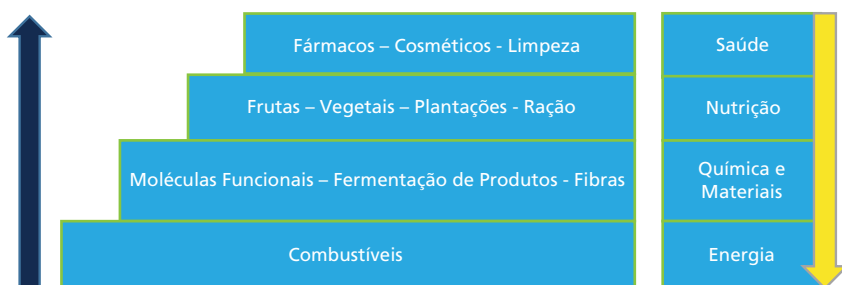 Fármacos – Cosméticos - Limpeza
Saúde
Frutas – Vegetais – Plantações - Ração
Nutrição
Moléculas Funcionais – Fermentação de Produtos - Fibras
Química e
Materiais
Combustíveis
Energia